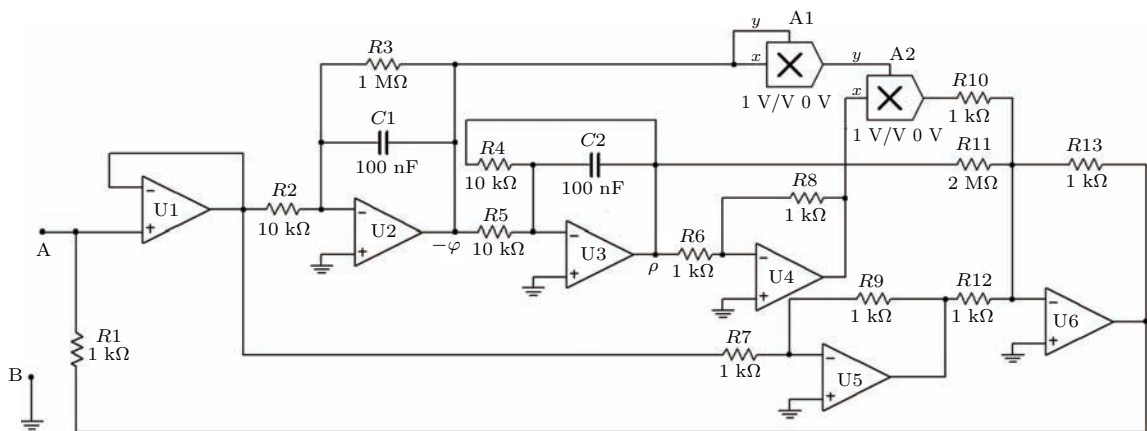 A1
y
x
1 V/V 0 V
y
A2
x
1 V/V 0 V
R3
1 MΩ
C1
100 nF
R4
10 kΩ
C2
100 nF
R10
1 kΩ
R11
2 MΩ
R13
1 kΩ
R2
10 kΩ
U1
A
U2
−φ
R5
10 kΩ
U3
ρ
R6
1 kΩ
R8
1 kΩ
U4
R9
1 kΩ
R12
1 kΩ
U6
R1
1 kΩ
R7
1 kΩ
U5
B